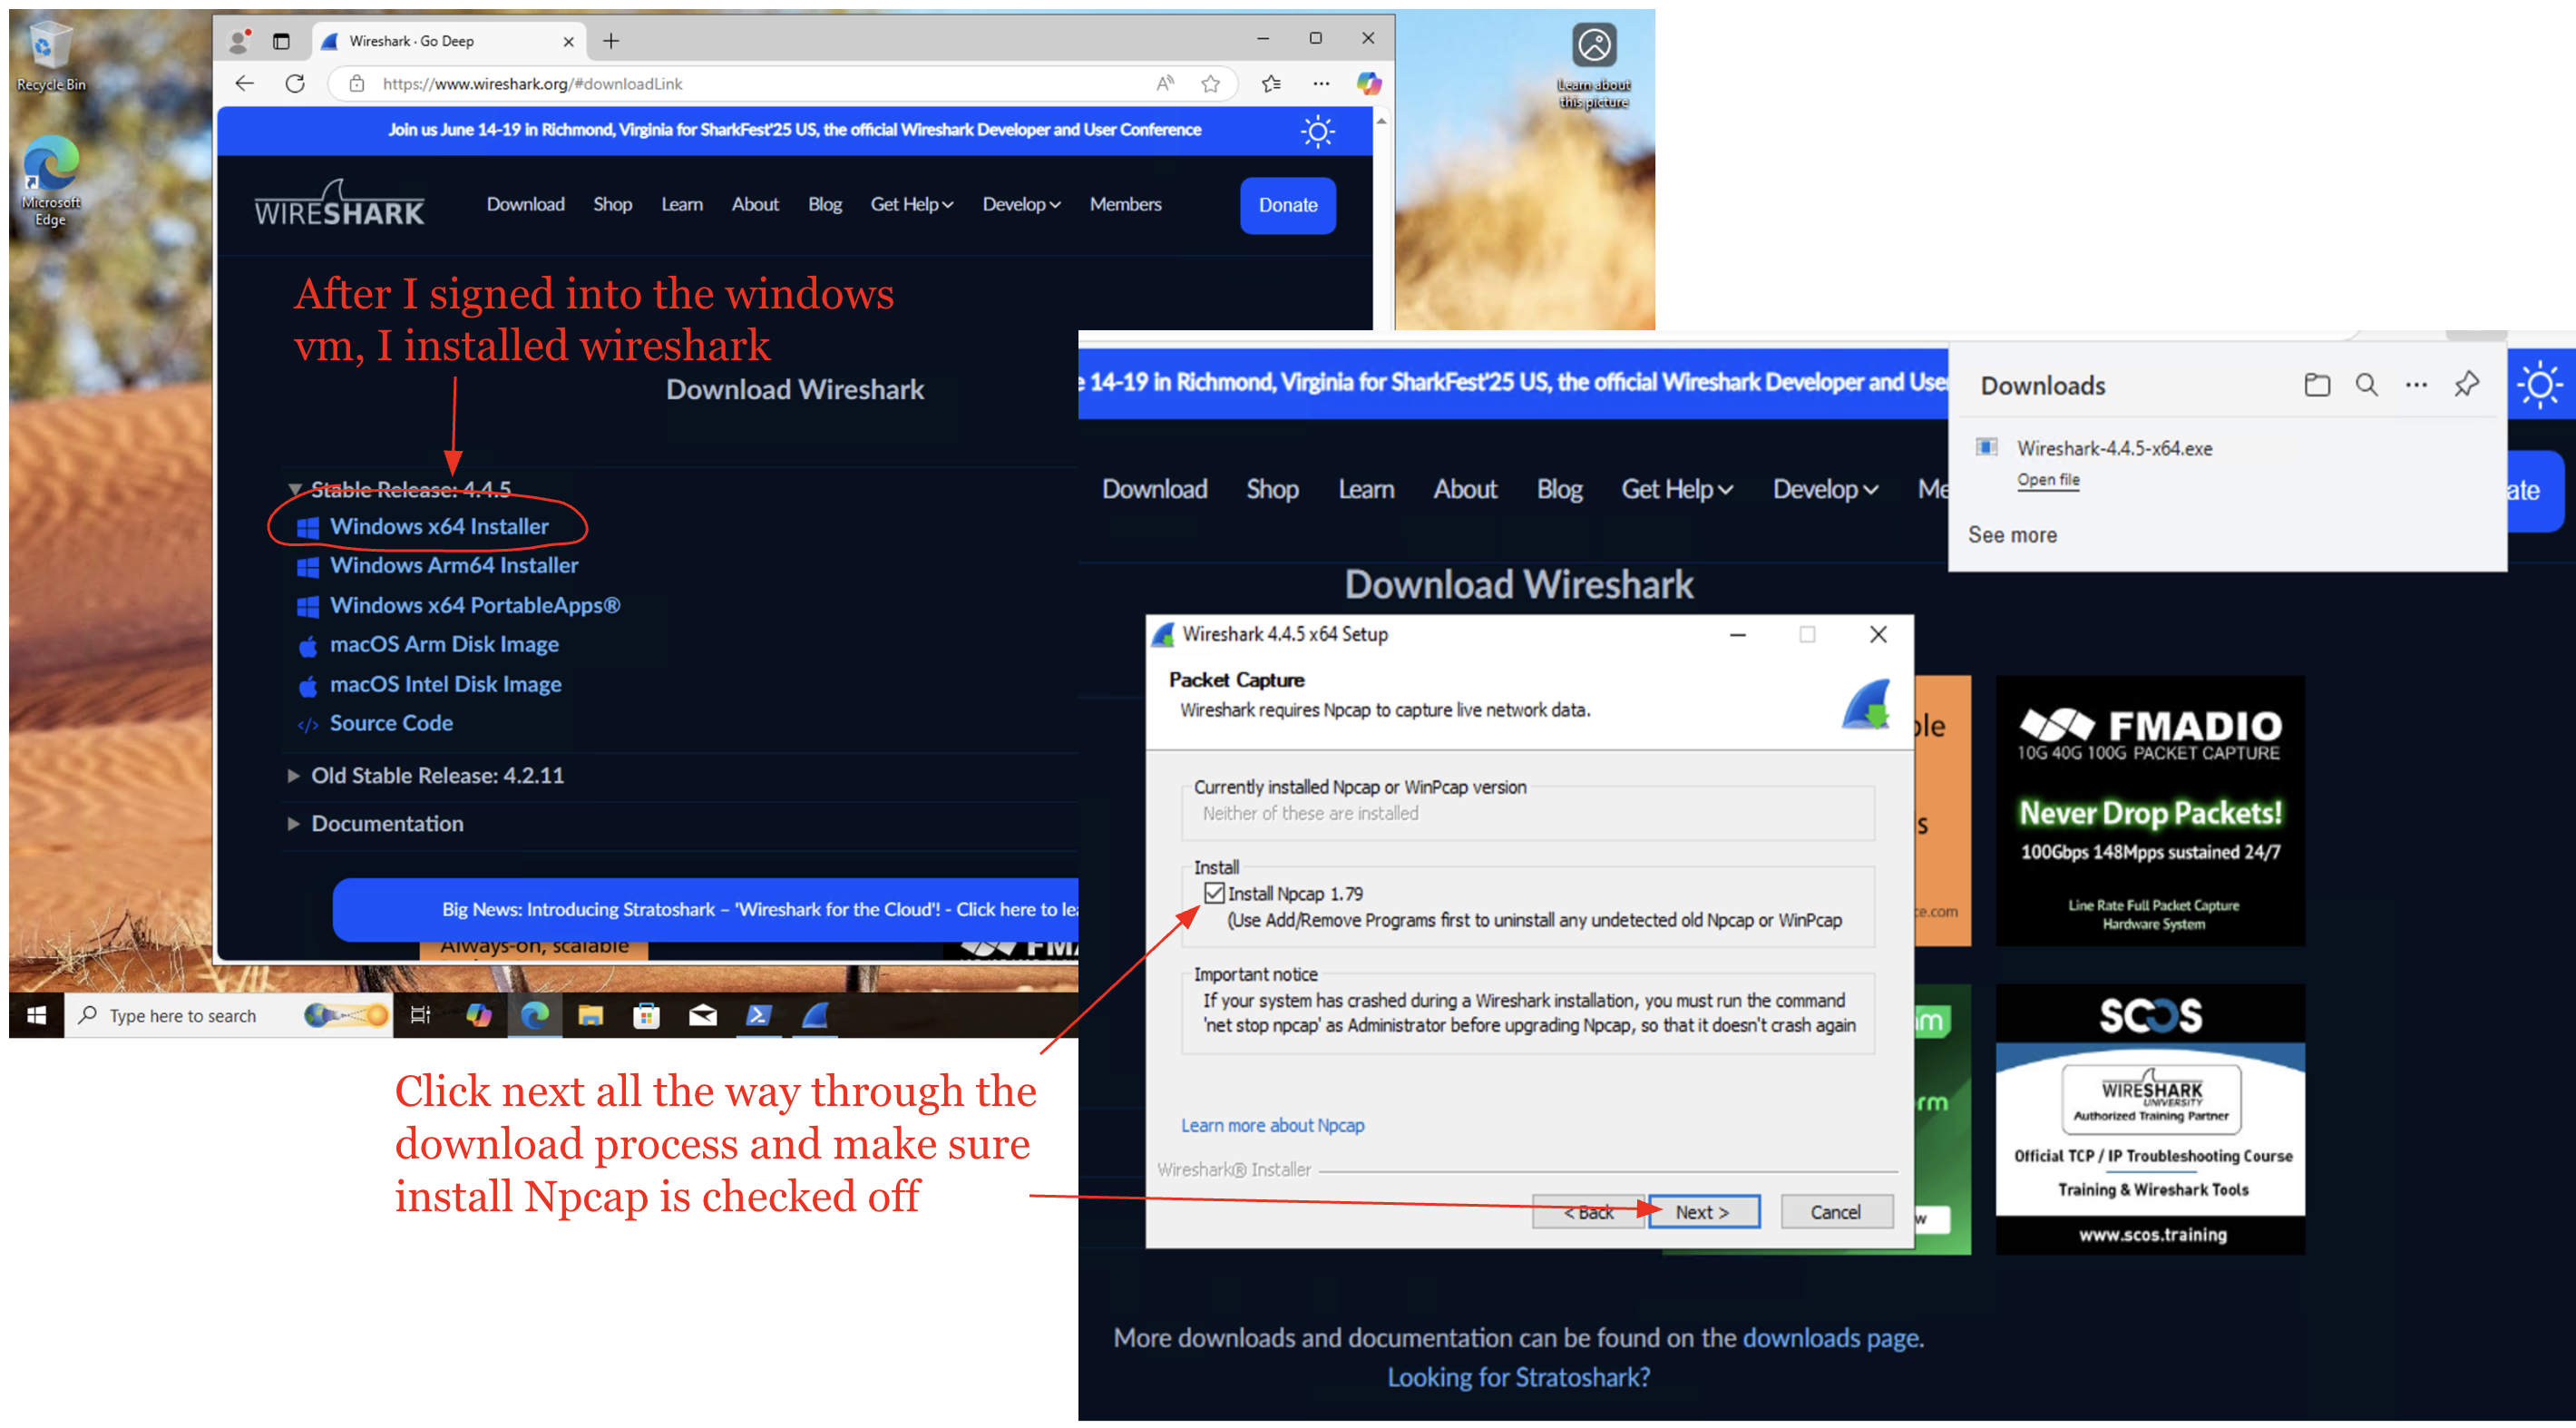 Recycle Bin
Microsoft
Edge
Learn about
this picture
Wireshark · Go Deep
https://www.wireshark.org/#downloadLink
Join us June 14-19 in Richmond, Virginia for SharkFest'25 US, the official Wireshark Developer and User Conference
WIRESHARK
Download
Shop
Learn
About
Blog
Get Help
Develop
Members
Donate
After I signed into the windows
vm, I installed wireshark
Download Wireshark
Stable Release: 4.4.5
Windows x64 Installer
Windows Arm64 Installer
Windows x64 PortableApps®
macOS Arm Disk Image
macOS Intel Disk Image
</> Source Code
Old Stable Release: 4.2.11
Documentation
Big News: Introducing Stratoshark – 'Wireshark for the Cloud'! - Click here to le
Always-on, scalable
FM
Type here to search
Click next all the way through the
download process and make sure
install Npcap is checked off
e 14-19 in Richmond, Virginia for SharkFest'25 US, the official Wireshark Developer and Use
Download
Shop
Learn
About
Blog
Get Help
Develop
Me
ate
Downloads
Wireshark-4.4.5-x64.exe
Open file
See more
Download Wireshark
Wireshark 4.4.5 x64 Setup
Packet Capture
Wireshark requires Npcap to capture live network data.
Currently installed Npcap or WinPcap version
Neither of these are installed
Install
Install Npcap 1.79
(Use Add/Remove Programs first to uninstall any undetected old Npcap or WinPcap
Important notice
If your system has crashed during a Wireshark installation, you must run the command
'net stop npcap' as Administrator before upgrading Npcap, so that it doesn't crash again
Learn more about Npcap
Wireshark® Installer
< Back
Next >
Cancel
ble
s
ce.com
m
rm
w
FMADIO
10G 40G 100G PACKET CAPTURE
Never Drop Packets!
100Gbps 148Mpps sustained 24/7
Line Rate Full Packet Capture
Hardware System
SCOS
WIRESHARK
UNIVERSITY
Authorized Training Partner
Official TCP / IP Troubleshooting Course
Training & Wireshark Tools
www.scos.training
More downloads and documentation can be found on the downloads page.
Looking for Stratoshark?